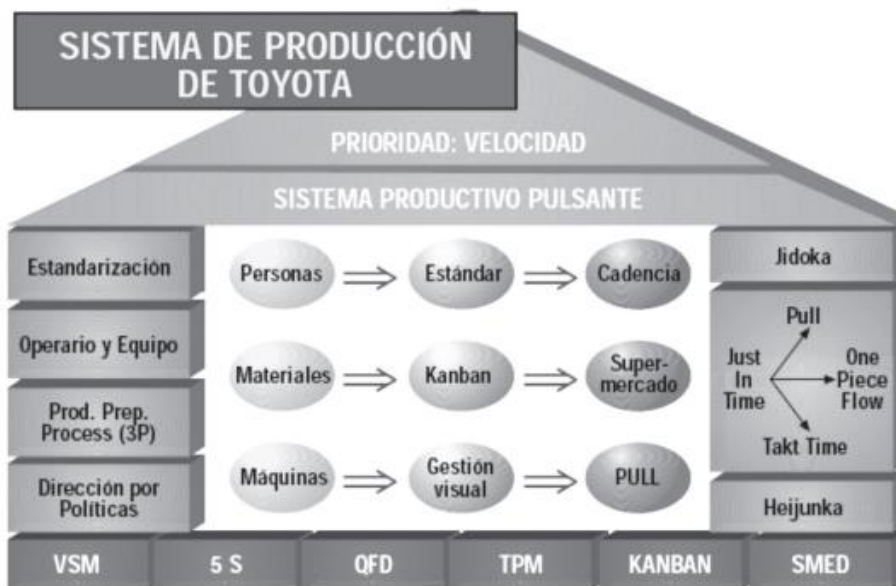 SISTEMA DE PRODUCCIÓN
DE TOYOTA
PRIORIDAD: VELOCIDAD
SISTEMA PRODUCTIVO PULSANTE
Estandarización
Operario y Equipo
Prod. Prep.
Process (3P)
Dirección por
Políticas
Personas
Estándar
Cadencia
Materiales
Kanban
Super-
mercado
Máquinas
Gestión
visual
PULL
Jidoka
Pull
Just
In
Time
One
Piece
Flow
Takt Time
Heijunka
VSM
5 S
QFD
TPM
KANBAN
SMED